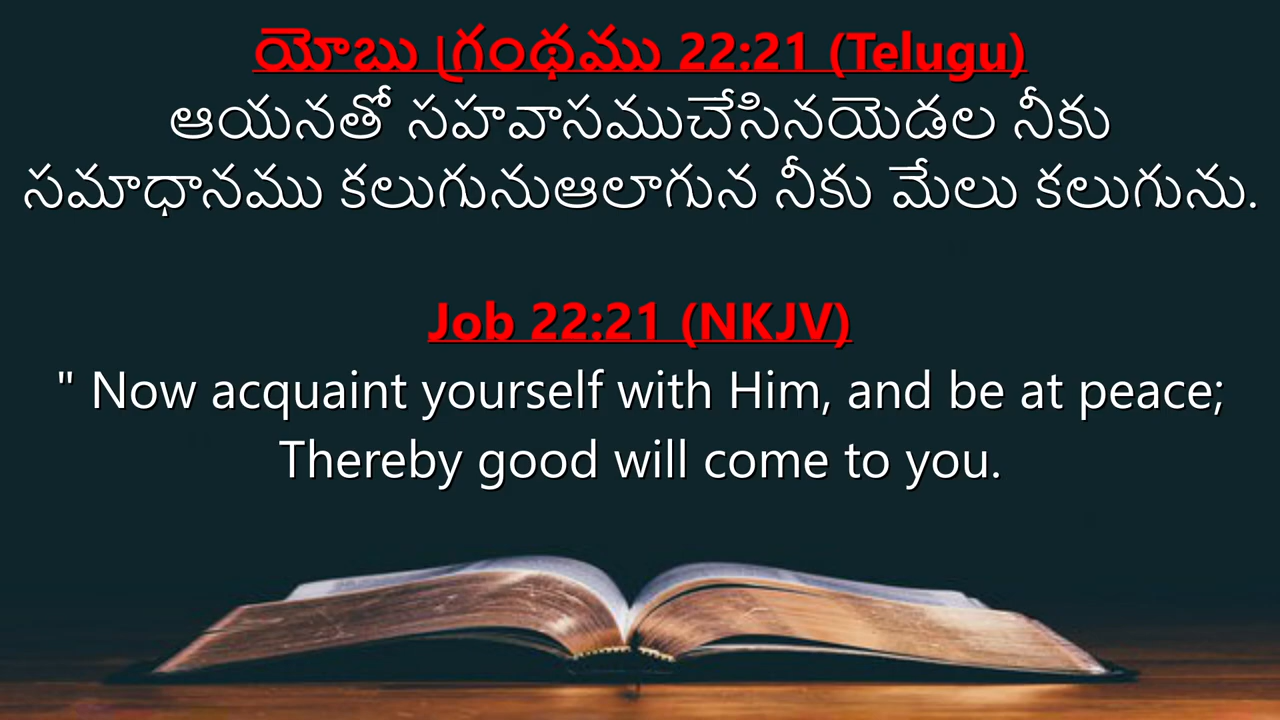 యోబు గ్రంథము 22:21 (Telugu)
ఆయనతో సహవాసముచేసినయెడల నీకు
సమాధానము కలుగునుఆలాగున నీకు మేలు కలుగును.
Job 22:21 (NKJV)
" Now acquaint yourself with Him, and be at peace;
Thereby good will come to you.